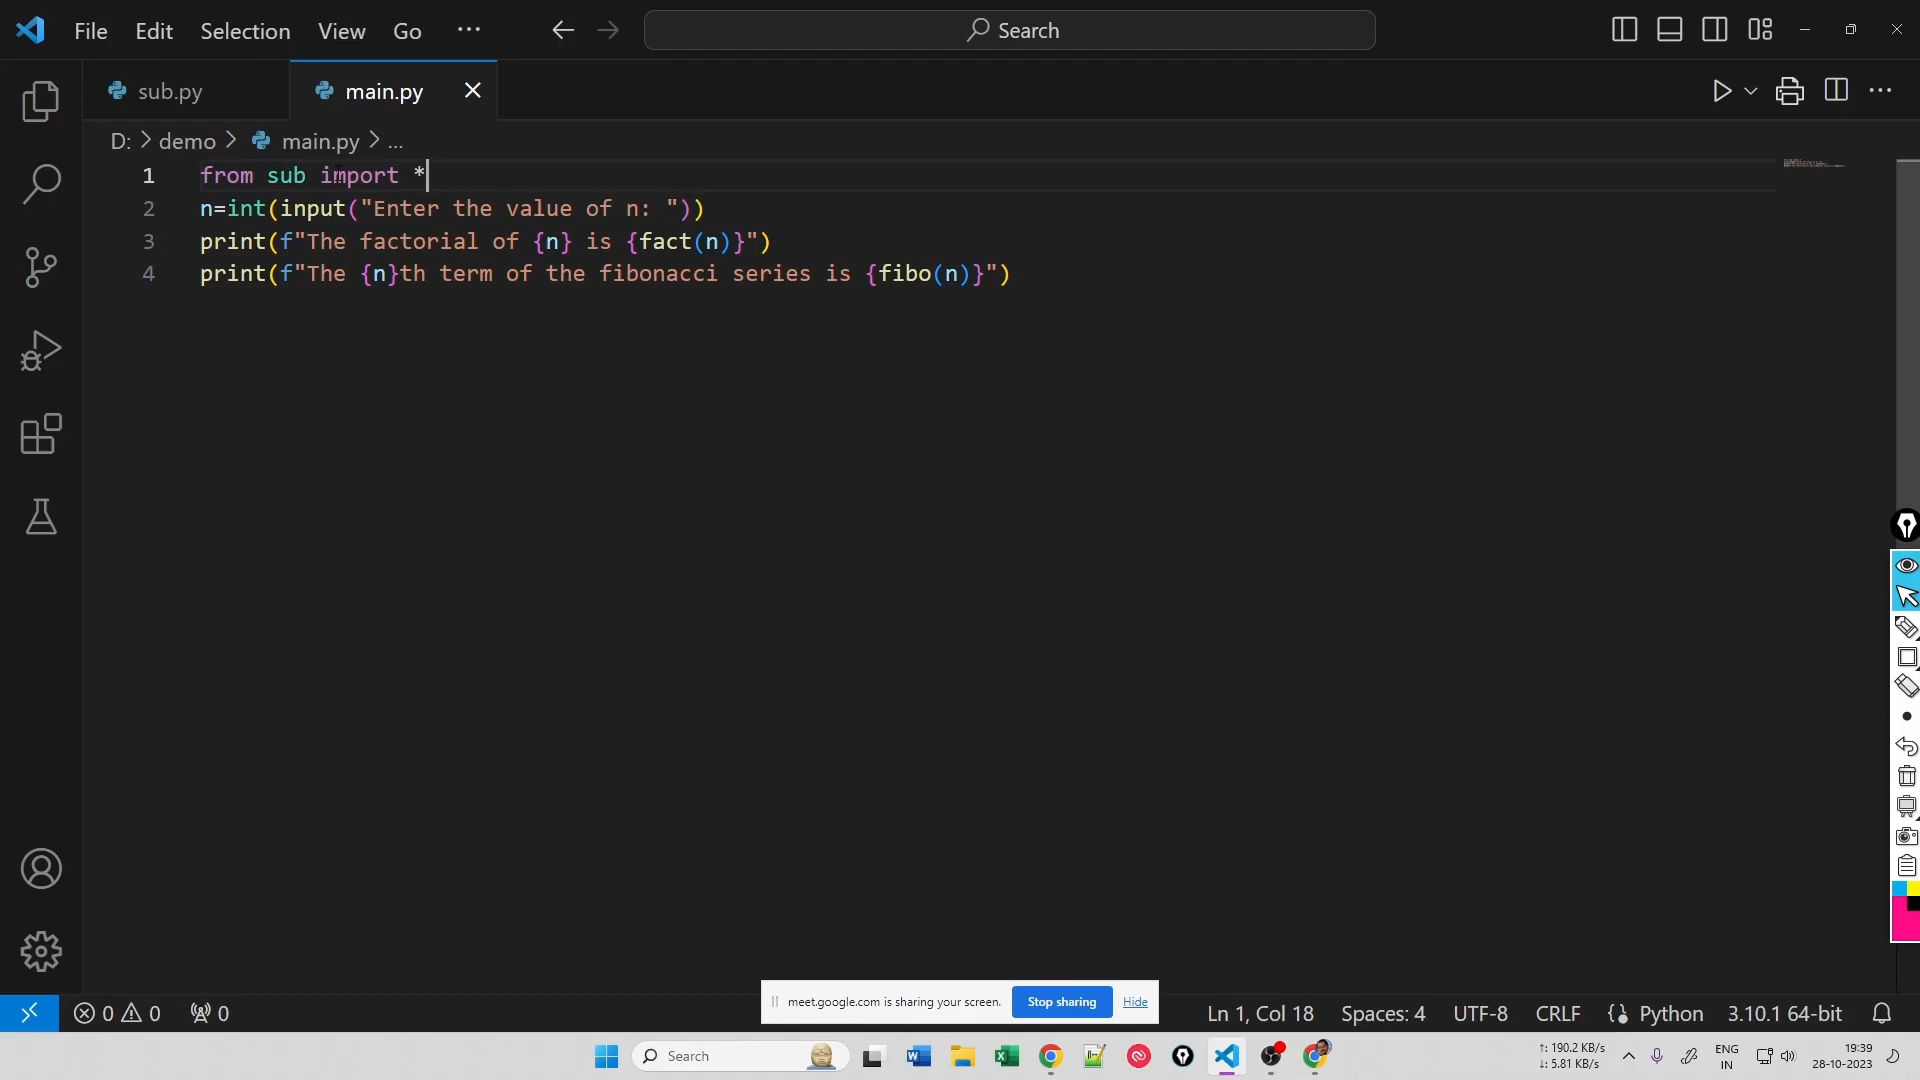 File Edit Selection View Go ··· Search
sub.py main.py
D: > demo > main.py > ...
1 from sub import *
2 n=int(input("Enter the value of n: "))
3 print(f"The factorial of {n} is {fact(n)}")
4 print(f"The {n}th term of the fibonacci series is {fibo(n)}")
meet.google.com is sharing your screen. Stop sharing Hide
0 0 0 Ln 1, Col 18 Spaces: 4 UTF-8 CRLF Python 3.10.1 64-bit
Search
↑: 190.2 KB/s
↓: 5.81 KB/s
ENG
IN
19:39
28-10-2023